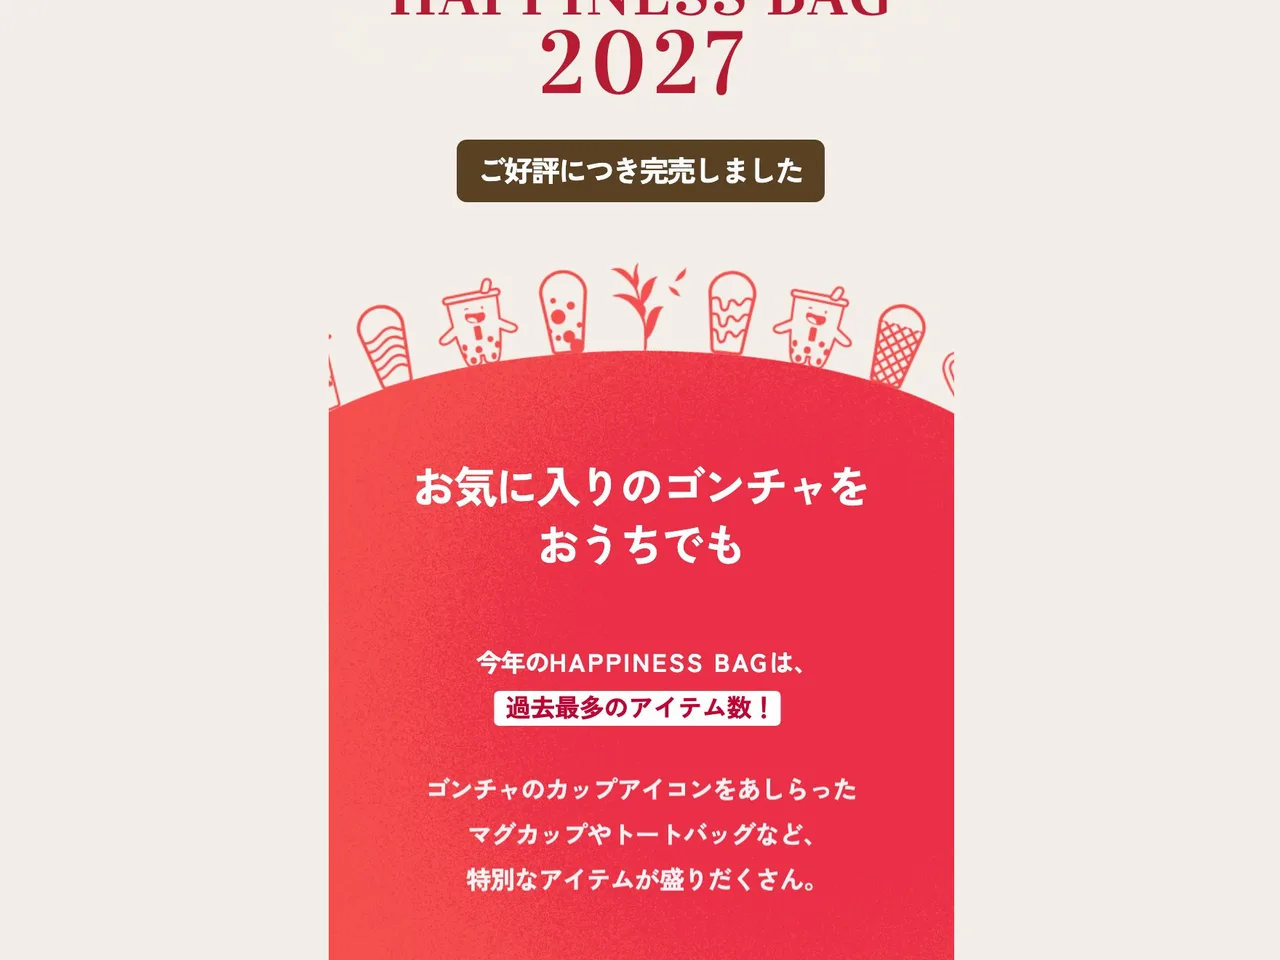 HAPPINESS BAG
2027
ご好評につき完売しました
お気に入りのゴンチャを
おうちでも
今年のHAPPINESS BAGは、
過去最多のアイテム数！
ゴンチャのカップアイコンをあしらった
マグカップやトートバッグなど、
特別なアイテムが盛りだくさん。